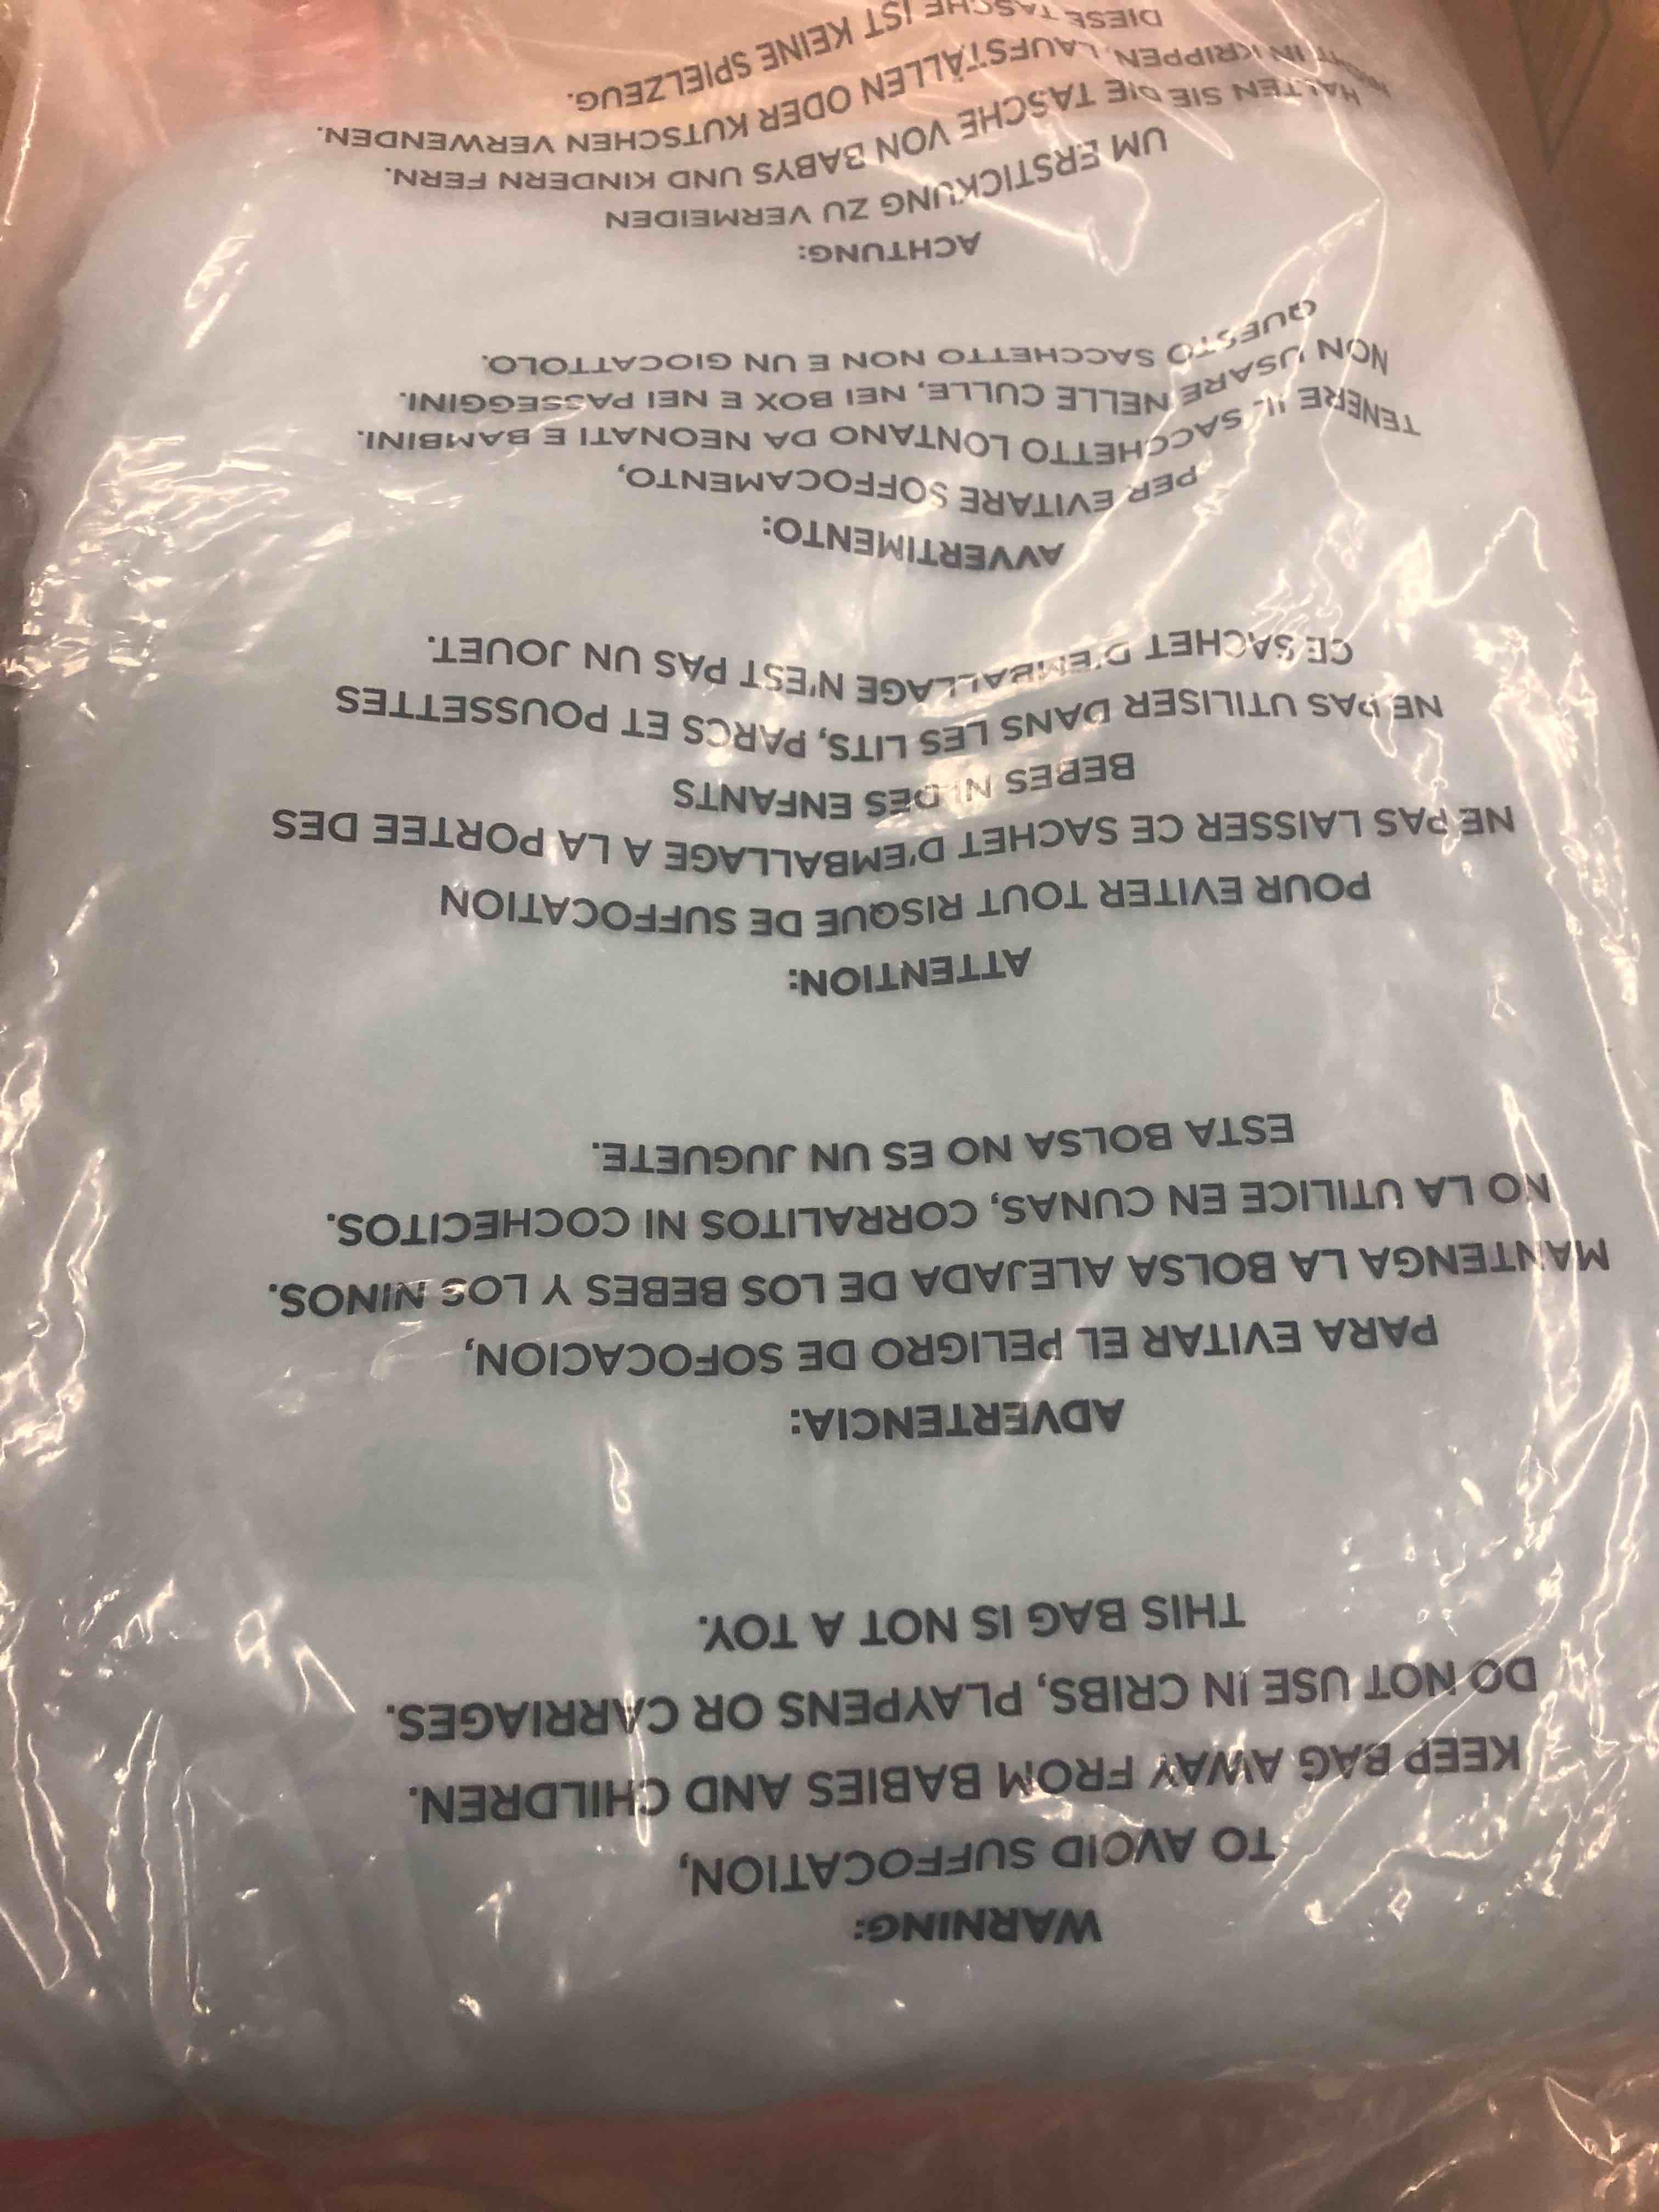 WARNING:
TO AVOID SUFFOCATION,
KEEP BAG AWAY FROM BABIES AND CHILDREN.
DO NOT USE IN CRIBS, PLAYPENS OR CARRIAGES.
THIS BAG IS NOT A TOY.
ADVERTENCIA:
PARA EVITAR EL PELIGRO DE SOFOCACION,
MANTENGA LA BOLSA ALEJADA DE LOS BEBES Y LOS NINOS.
NO LA UTILICE EN CUNAS, CORRALITOS NI COCHECITOS.
ESTA BOLSA NO ES UN JUGUETE.
ATTENTION:
POUR EVITER TOUT RISQUE DE SUFFOCATION
NE PAS LAISSER CE SACHET D'EMBALLAGE A LA PORTEE DES
BEBES NI DES ENFANTS
NE PAS UTILISER DANS LES LITS, PARCS ET POUSSETTES
CE SACHET D'EMBALLAGE N'EST PAS UN JOUET.
AVVERTIMENTO:
PER EVITARE SOFFOCAMENTO,
TENERE IL SACCHETTO LONTANO DA NEONATI E BAMBINI.
NON USARE NELLE CULLE, NEI BOX E NEI PASSEGGINI.
QUESTO SACCHETTO NON E UN GIOCATTOLO.
ACHTUNG:
UM ERSTICKUNG ZU VERMEIDEN
HALTEN SIE DIE TASCHE VON BABYS UND KINDERN FERN.
NICHT IN KRIPPEN, LAUFSTÄLLEN ODER KUTSCHEN VERWENDEN.
DIESE TASCHE IST KEINE SPIELZEUG.